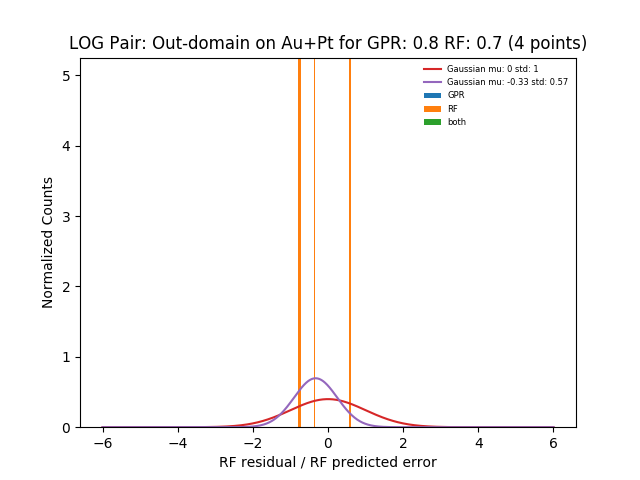 LOG Pair: Out-domain on Au+Pt for GPR: 0.8 RF: 0.7 (4 points)
Gaussian mu: 0 std: 1
Gaussian mu: -0.33 std: 0.57
GPR
RF
both
Normalized Counts
5
4
3
2
1
0
−6 −4 −2 0 2 4 6
RF residual / RF predicted error